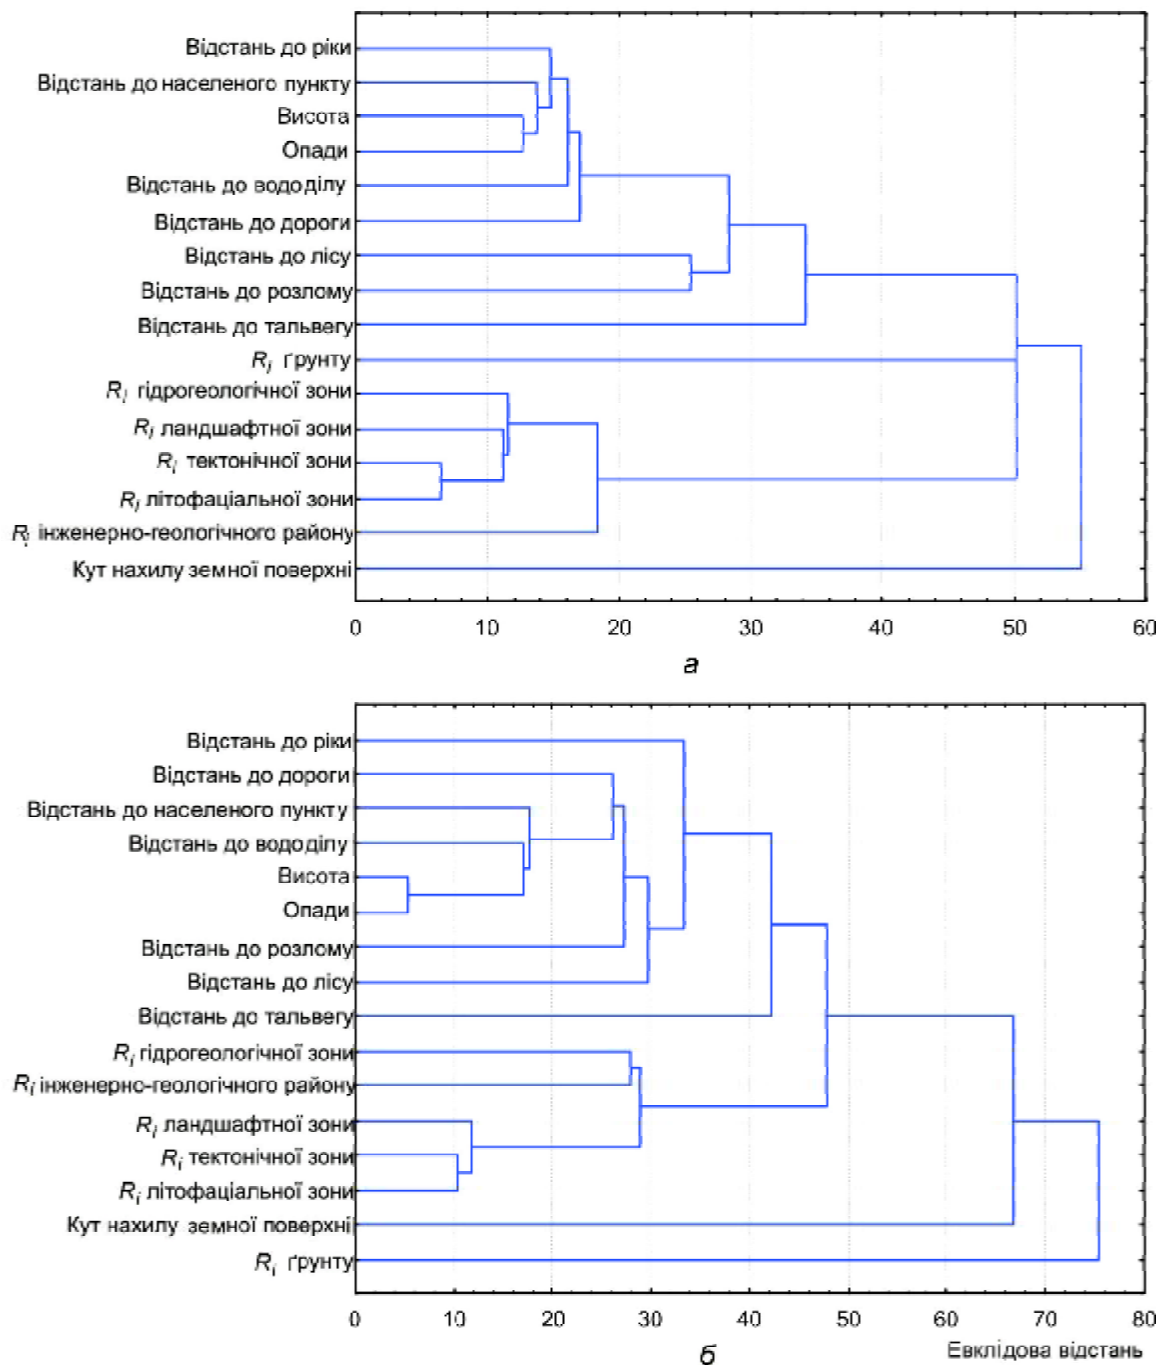 Відстань до ріки
Відстань до населеного пункту
Висота
Опади
Відстань до вододілу
Відстань до дороги
Відстань до лісу
Відстань до розлому
Відстань до тальвегу
Ri ґрунту
Ri гідрогеологічної зони
Ri ландшафтної зони
Ri тектонічної зони
Ri літофаціальної зони
Ri інженерно-геологічного району
Кут нахилу земної поверхні
0 10 20 30 40 50 60
а
Відстань до ріки
Відстань до дороги
Відстань до населеного пункту
Відстань до вододілу
Висота
Опади
Відстань до розлому
Відстань до лісу
Відстань до тальвегу
Ri гідрогеологічної зони
Ri інженерно-геологічного району
Ri ландшафтної зони
Ri тектонічної зони
Ri літофаціальної зони
Кут нахилу земної поверхні
Ri ґрунту
0 10 20 30 40 50 60 70 80
Евклідова відстань
б